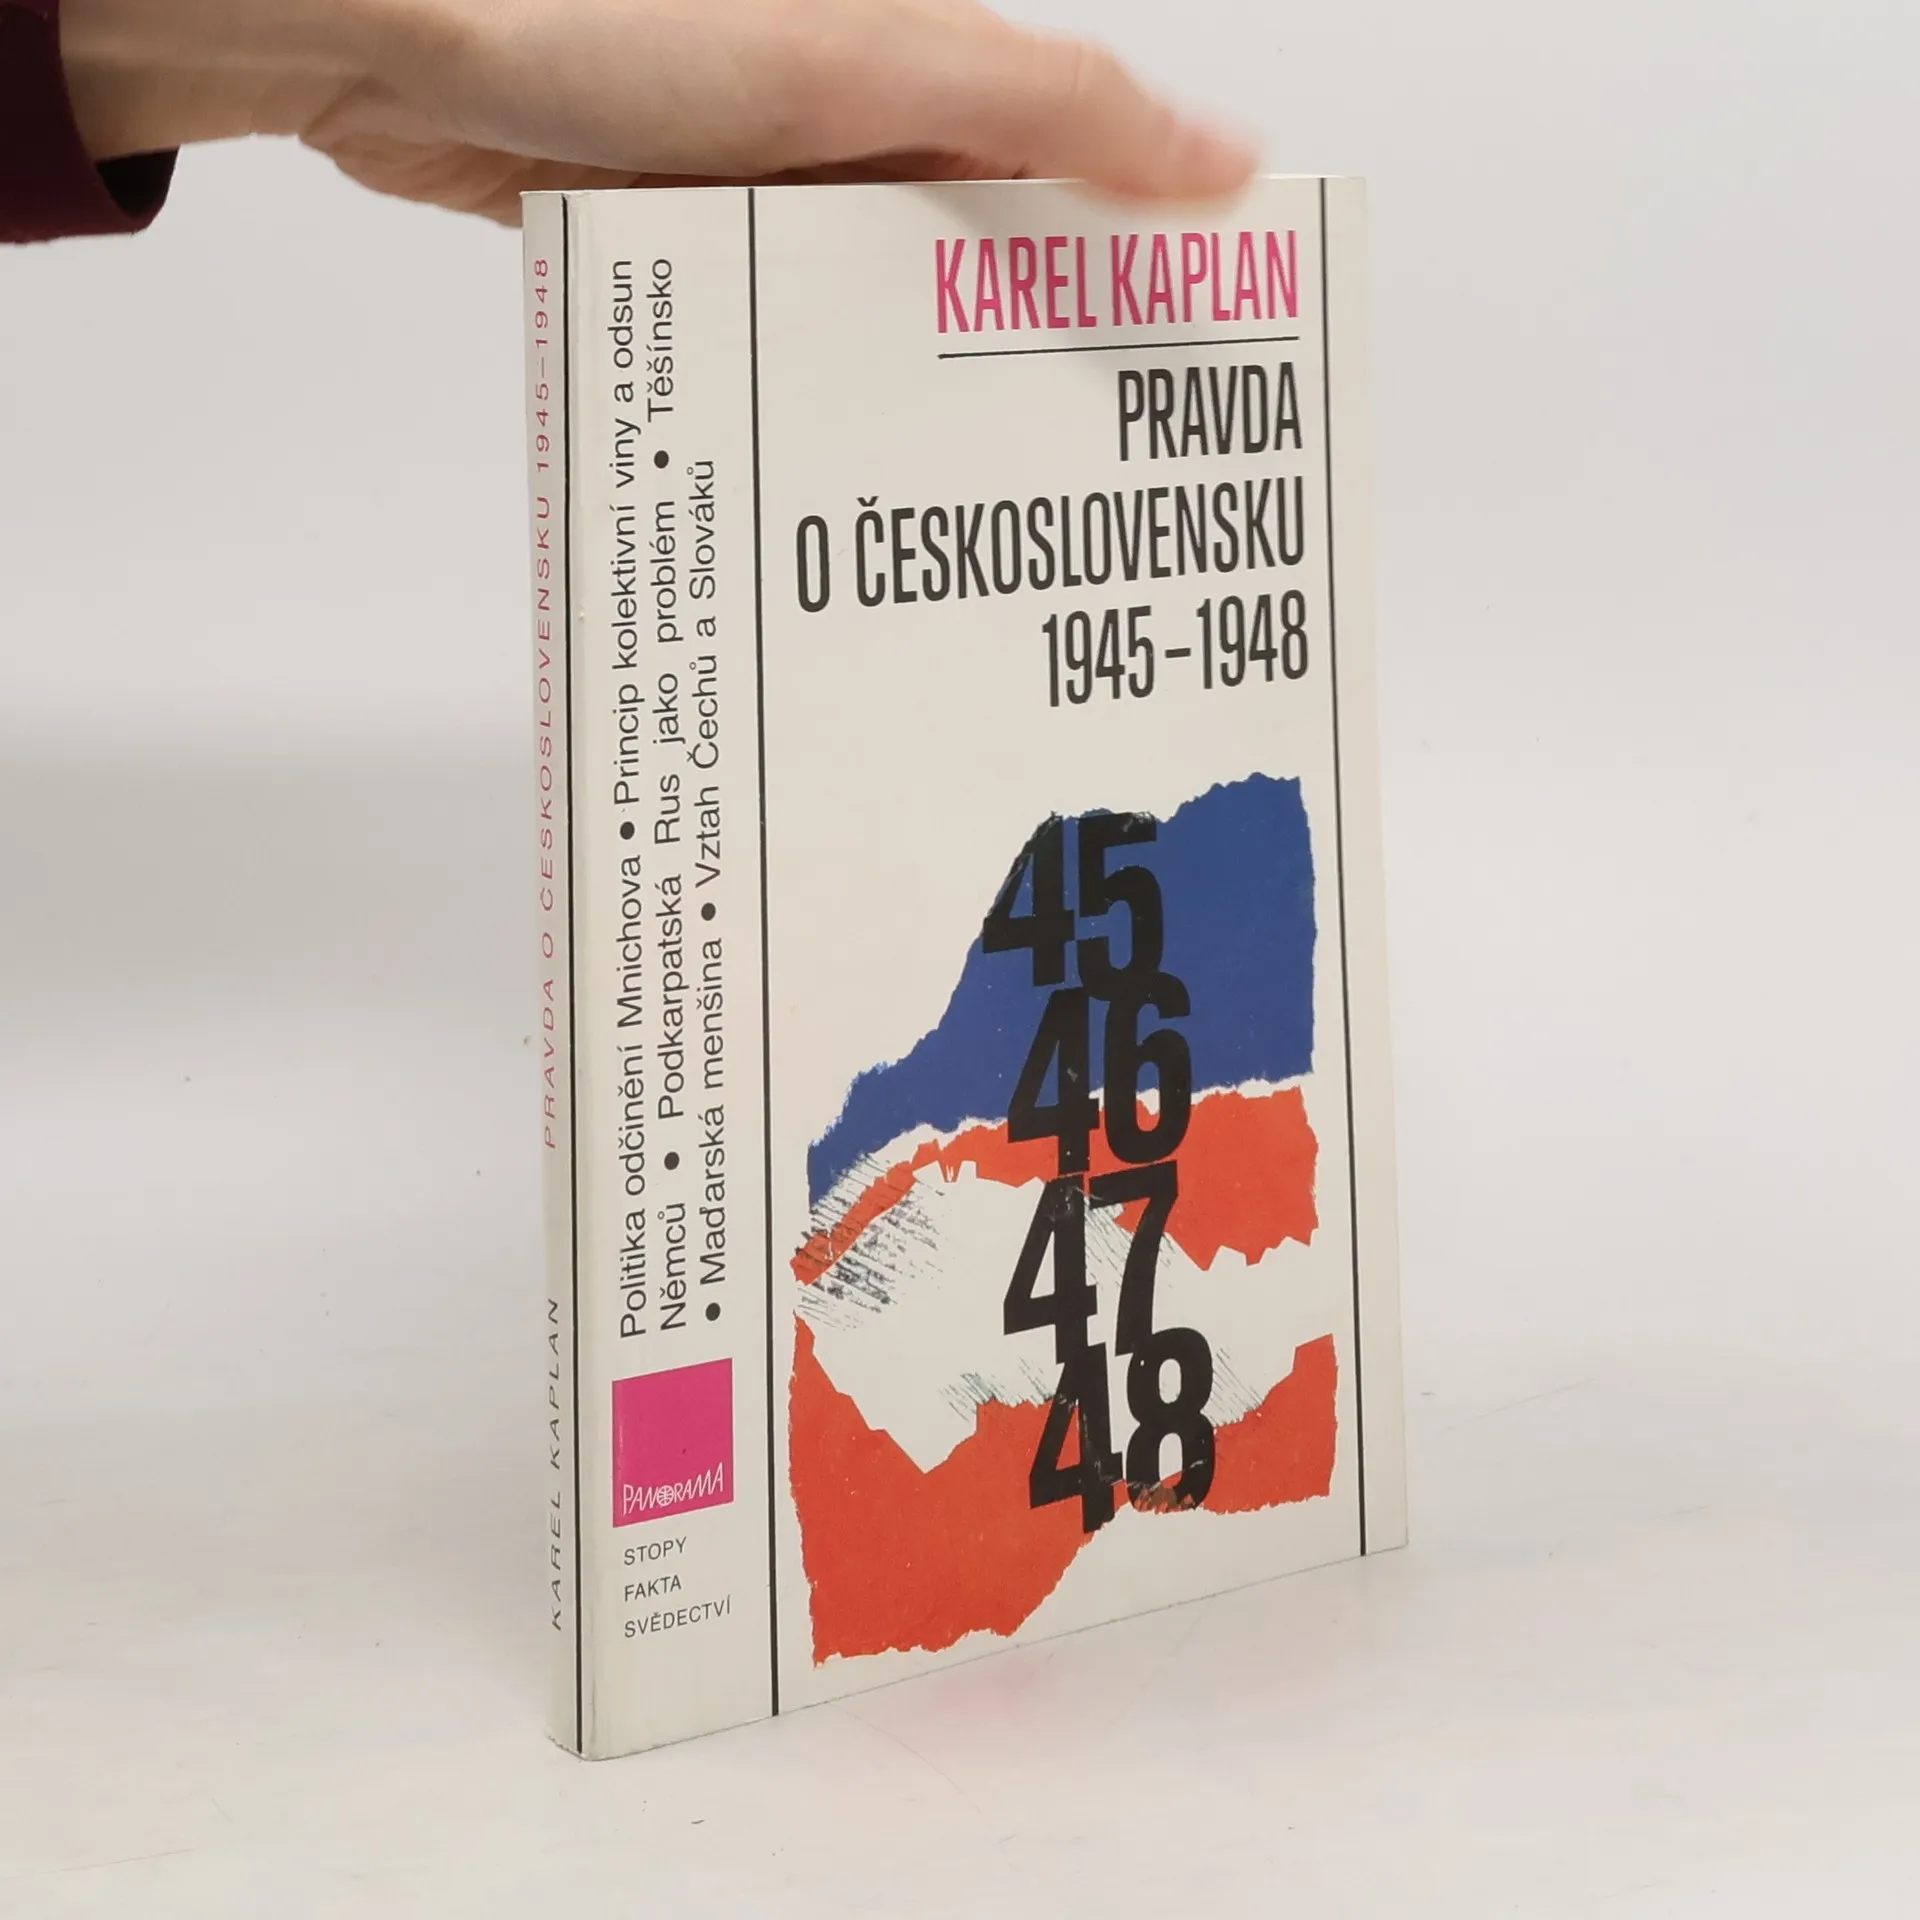 KAREL KAPLAN
PRAVDA
O ČESKOSLOVENSKU
1945–1948
45
46
47
48
Politika odčinění Mnichova ● Princip kolektivní viny a odsun
Němců ● Podkarpatská Rus jako problém ● Těšínsko
● Maďarská menšina ● Vztah Čechů a Slováků
PANORAMA
STOPY
FAKTA
SVĚDECTVÍ
KAREL KAPLAN PRAVDA O ČESKOSLOVENSKU 1945–1948